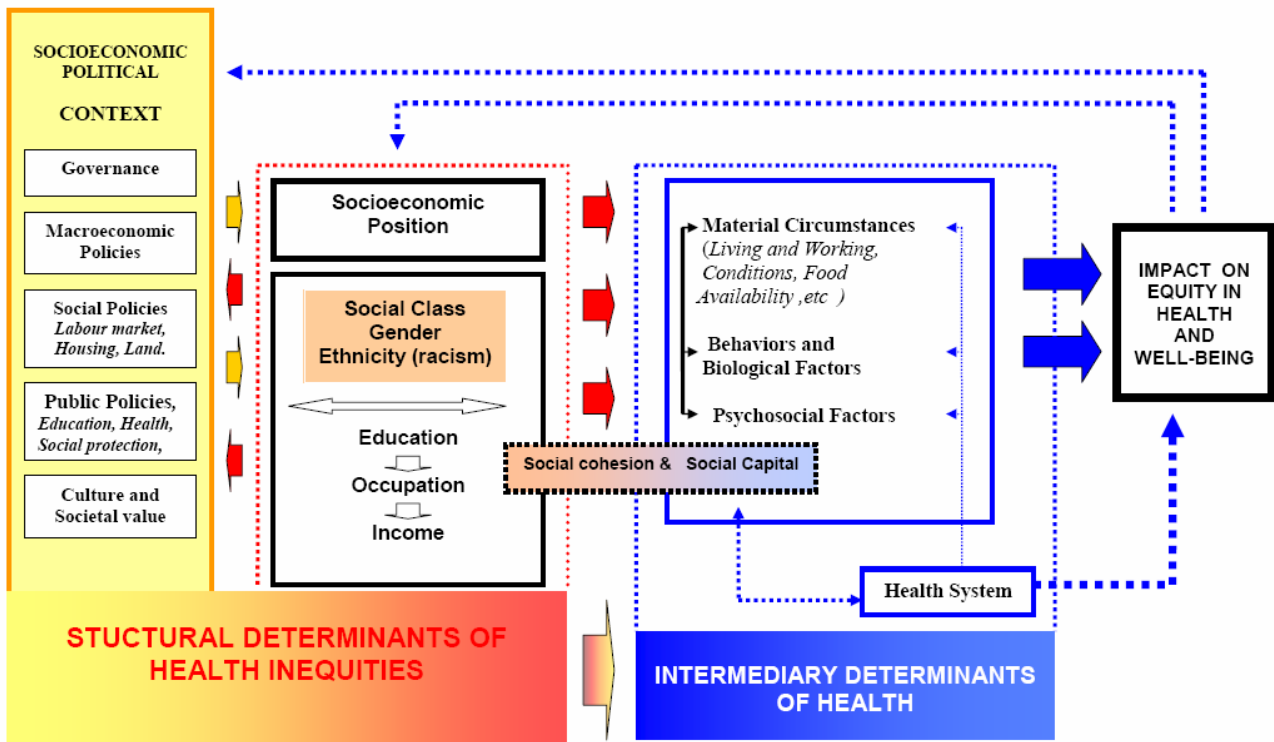 SOCIOECONOMIC
POLITICAL
CONTEXT
Governance
Macroeconomic
Policies
Social Policies
Labour market,
Housing, Land.
Public Policies,
Education, Health,
Social protection,
Culture and
Societal value
Socioeconomic
Position
Social Class
Gender
Ethnicity (racism)
Education
Occupation
Income
Social cohesion & Social Capital
Material Circumstances
(Living and Working,
Conditions, Food
Availability ,etc )
Behaviors and
Biological Factors
Psychosocial Factors
Health System
IMPACT ON
EQUITY IN
HEALTH
AND
WELL-BEING
STUCTURAL DETERMINANTS OF
HEALTH INEQUITIES
INTERMEDIARY DETERMINANTS
OF HEALTH